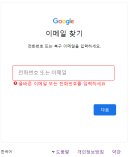 Google
이메일 찾기
전화번호 또는 복구 이메일을 입력하세요.
전화번호 또는 이메일
올바른 이메일 또는 전화번호를 입력하세요.
다음
한국어
도움말 개인정보처리방침 약관